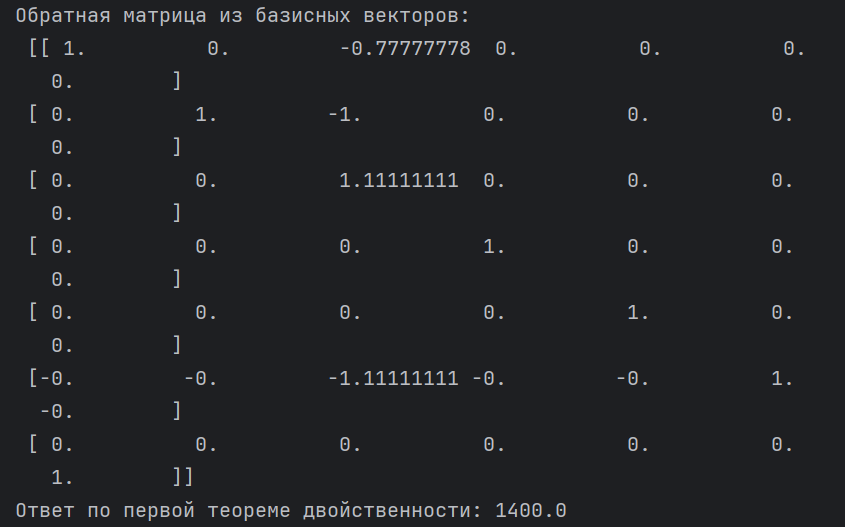 Обратная матрица из базисных векторов:
[[ 1.          0.         -0.77777778  0.          0.          0.
   0.        ]
 [ 0.          1.         -1.          0.          0.          0.
   0.        ]
 [ 0.          0.          1.11111111  0.          0.          0.
   0.        ]
 [ 0.          0.          0.          1.          0.          0.
   0.        ]
 [ 0.          0.          0.          0.          1.          0.
   0.        ]
 [-0.         -0.         -1.11111111 -0.         -0.          1.
  -0.        ]
 [ 0.          0.          0.          0.          0.          0.
   1.        ]]
Ответ по первой теореме двойственности: 1400.0